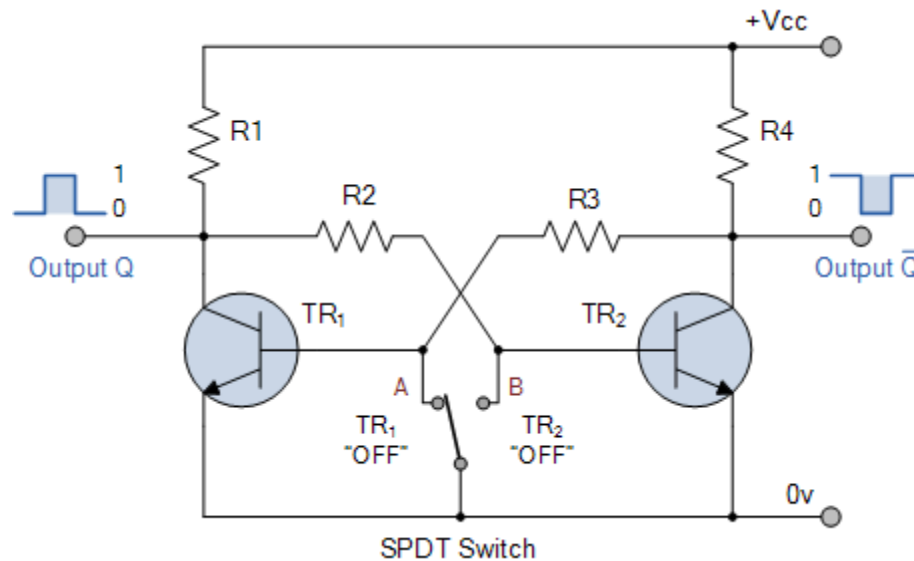 +Vcc
R1
R4
1
0
R2
R3
1
0
Output Q
Output Q̅
TR₁
TR₂
A
B
TR₁
"OFF"
TR₂
"OFF"
0v
SPDT Switch